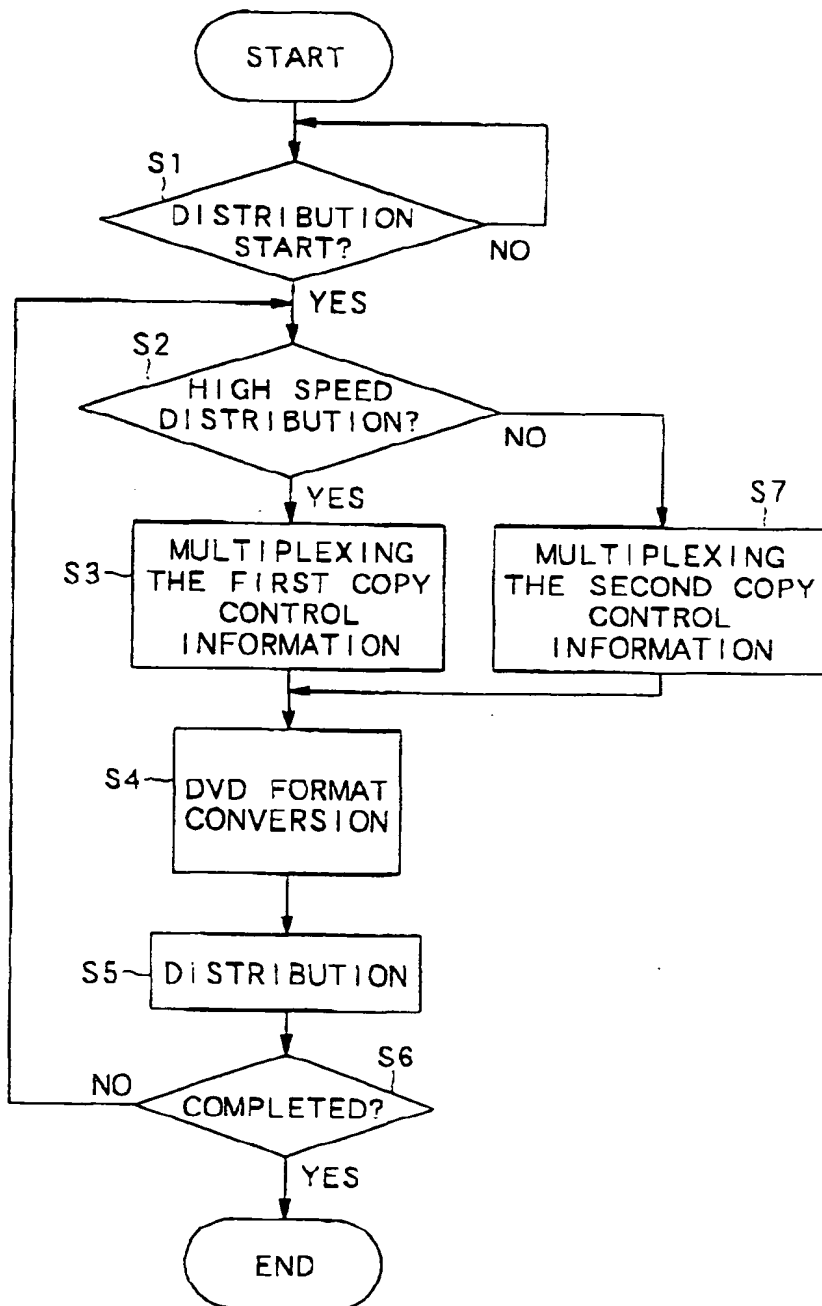 START
S1
DISTRIBUTION
START?
NO
YES
S2
HIGH SPEED
DISTRIBUTION?
NO
YES
S7
S3
MULTIPLEXING
THE FIRST COPY
CONTROL
INFORMATION
MULTIPLEXING
THE SECOND COPY
CONTROL
INFORMATION
S4
DVD FORMAT
CONVERSION
S5
DISTRIBUTION
S6
NO
COMPLETED?
YES
END